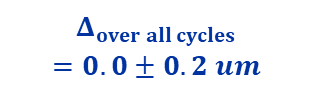 Δover all cycles
= 0.0 ± 0.2 um